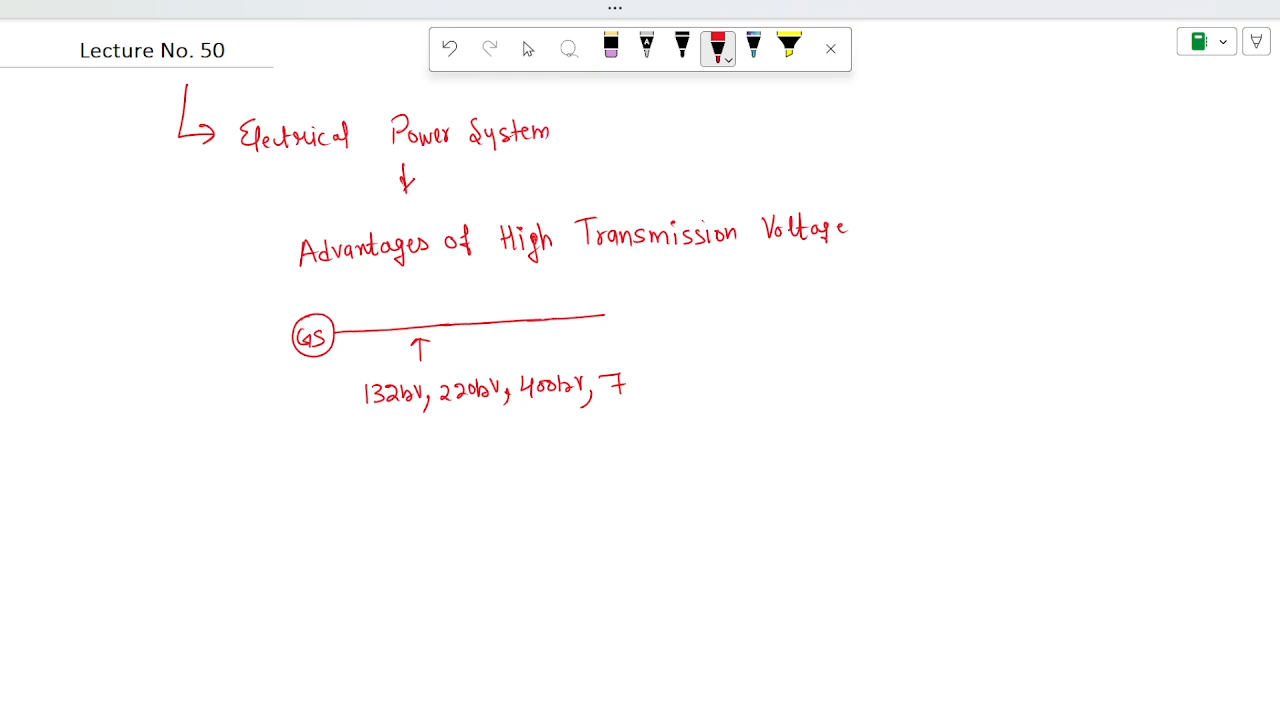 Lecture No. 50
Electrical Power System
Advantages of High Transmission Voltage
GS
132kV, 220kV, 400kV, 7